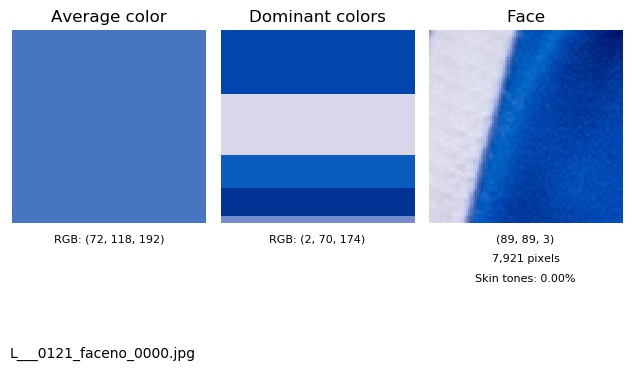 Average color
Dominant colors
Face
RGB: (72, 118, 192)
RGB: (2, 70, 174)
(89, 89, 3)
7,921 pixels
Skin tones: 0.00%
L___0121_faceno_0000.jpg